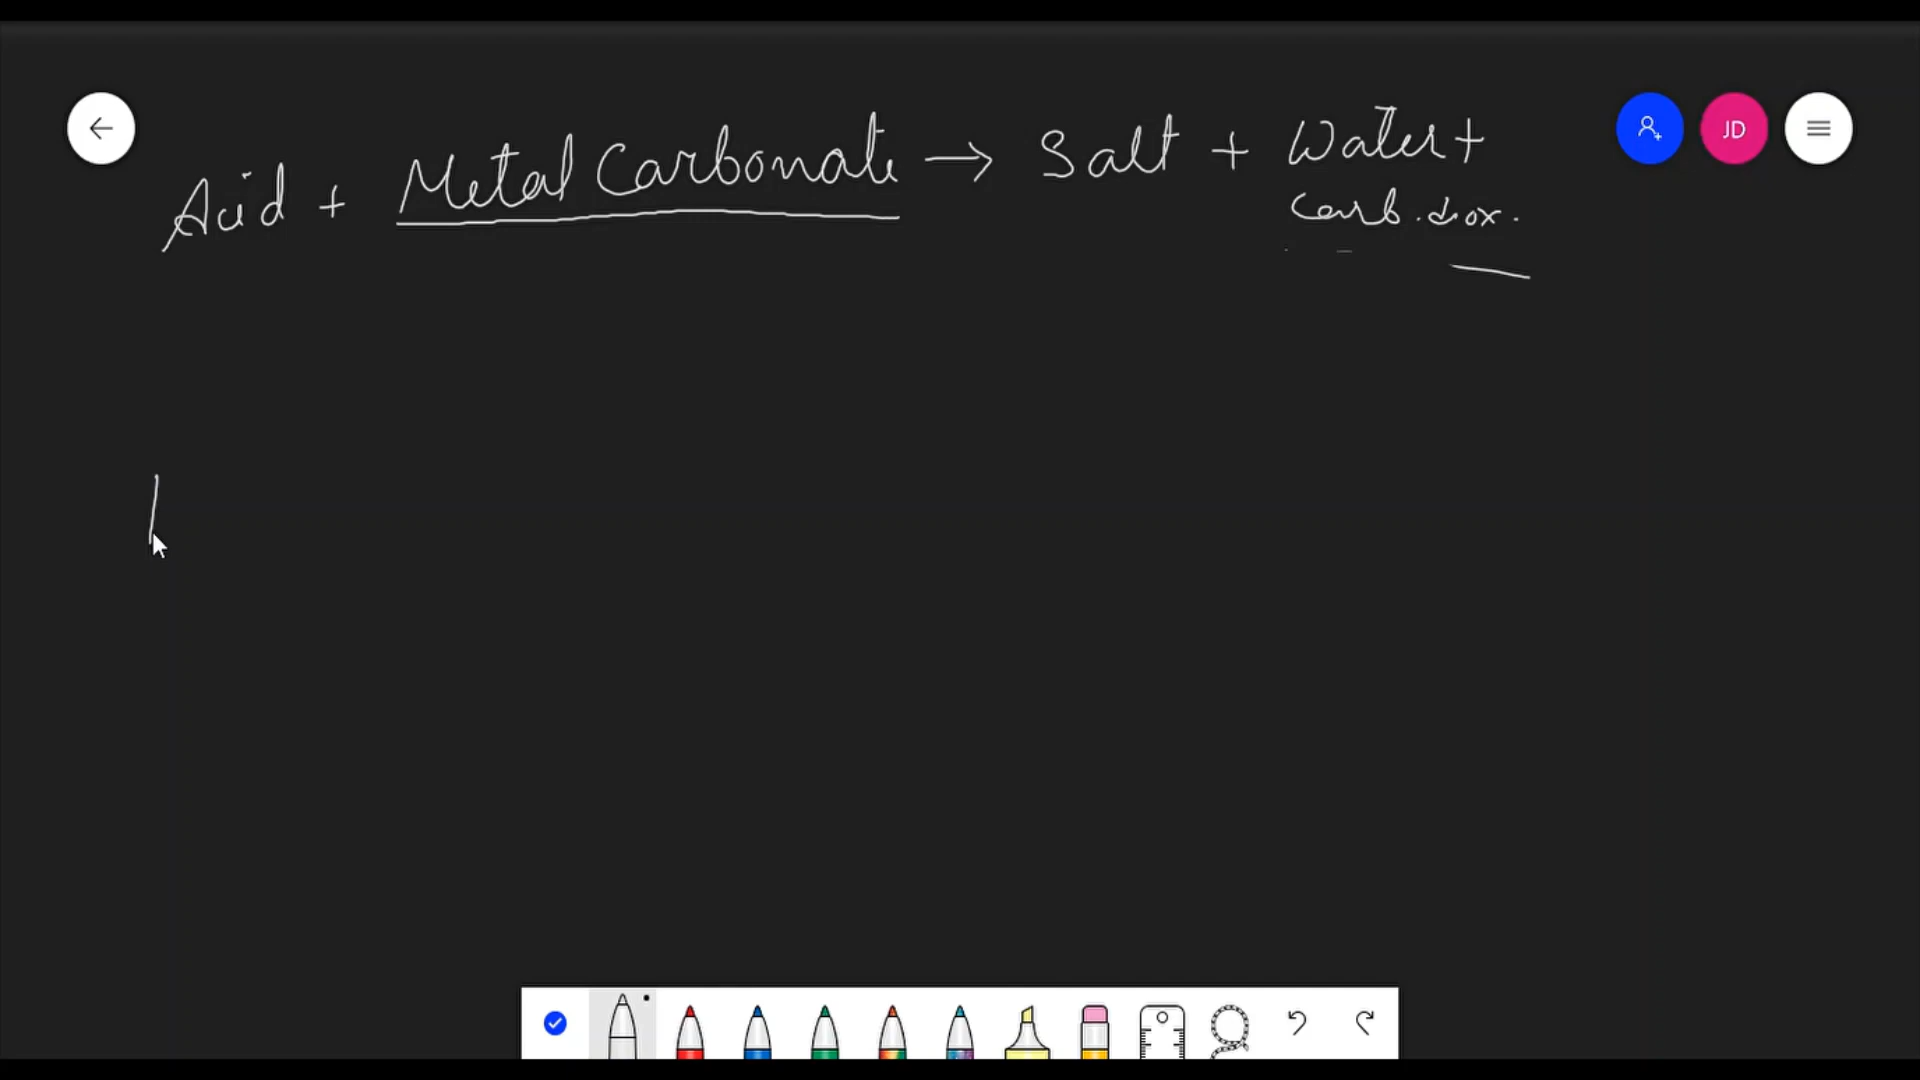 Acid + Metal Carbonate → Salt + Water +
Carb. diox.
JD